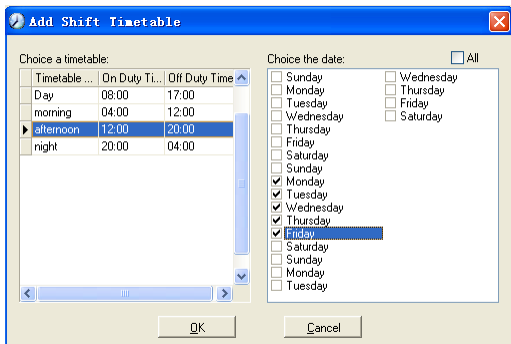 Add Shift Timetable
Choice a timetable:
Timetable ... On Duty Ti... Off Duty Time
Day 08:00 17:00
morning 04:00 12:00
afternoon 12:00 20:00
night 20:00 04:00
Choice the date:
All
Sunday
Monday
Tuesday
Wednesday
Thursday
Friday
Saturday
Sunday
Monday
Tuesday
Wednesday
Thursday
Friday
Saturday
Sunday
Monday
Tuesday
Wednesday
Thursday
Friday
Saturday
OK
Cancel